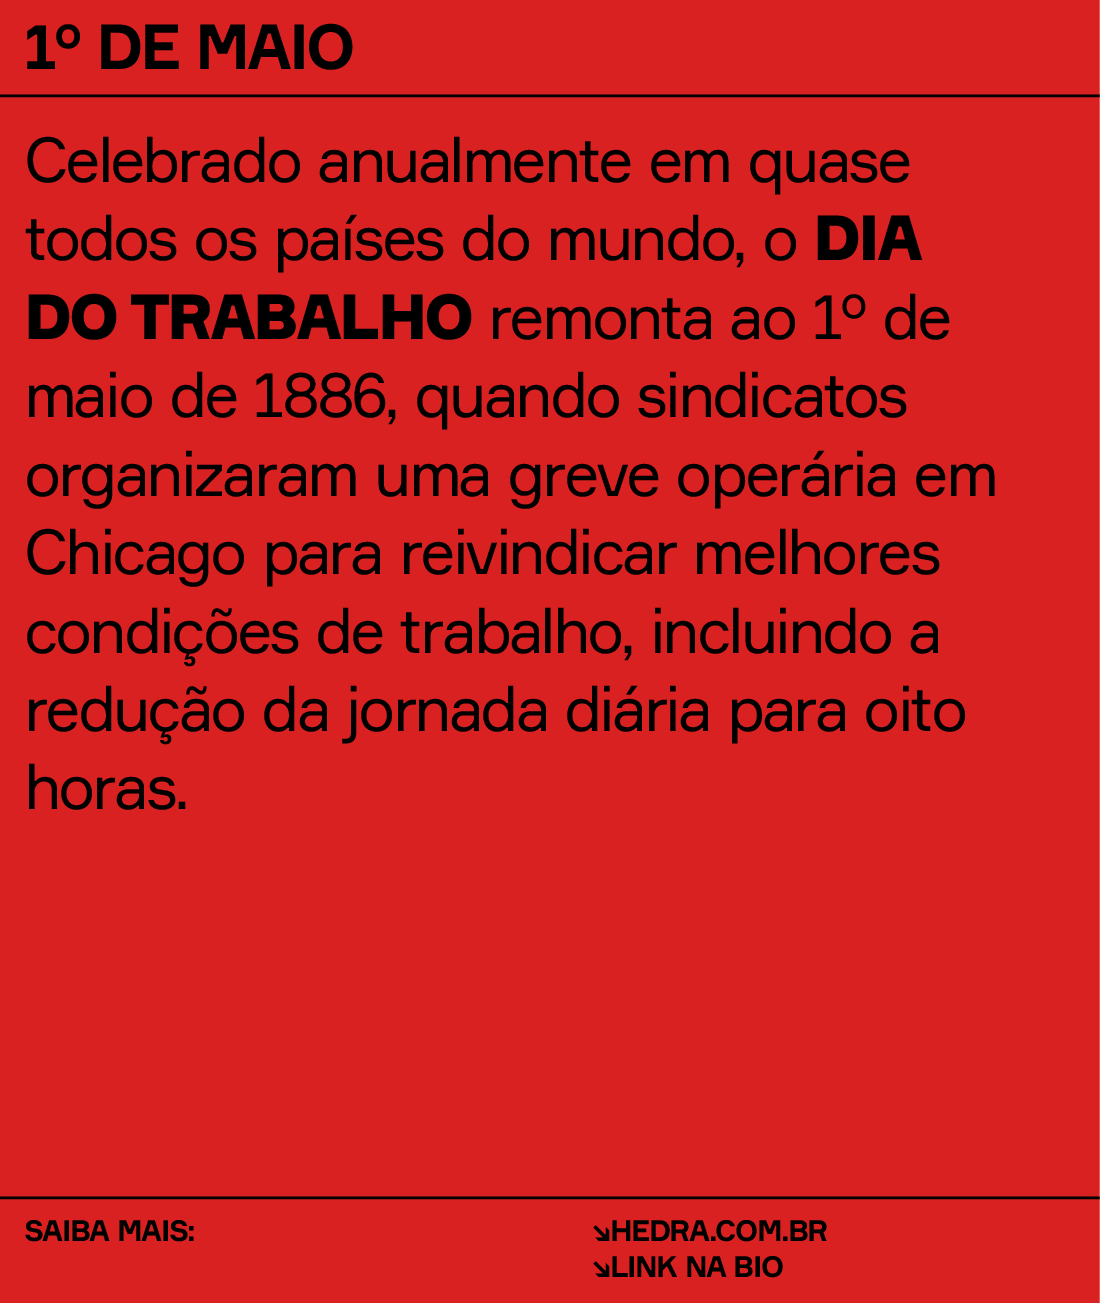 1º DE MAIO
Celebrado anualmente em quase
todos os países do mundo, o DIA
DO TRABALHO remonta ao 1º de
maio de 1886, quando sindicatos
organizaram uma greve operária em
Chicago para reivindicar melhores
condições de trabalho, incluindo a
redução da jornada diária para oito
horas.
SAIBA MAIS:
↘HEDRA.COM.BR
↘LINK NA BIO